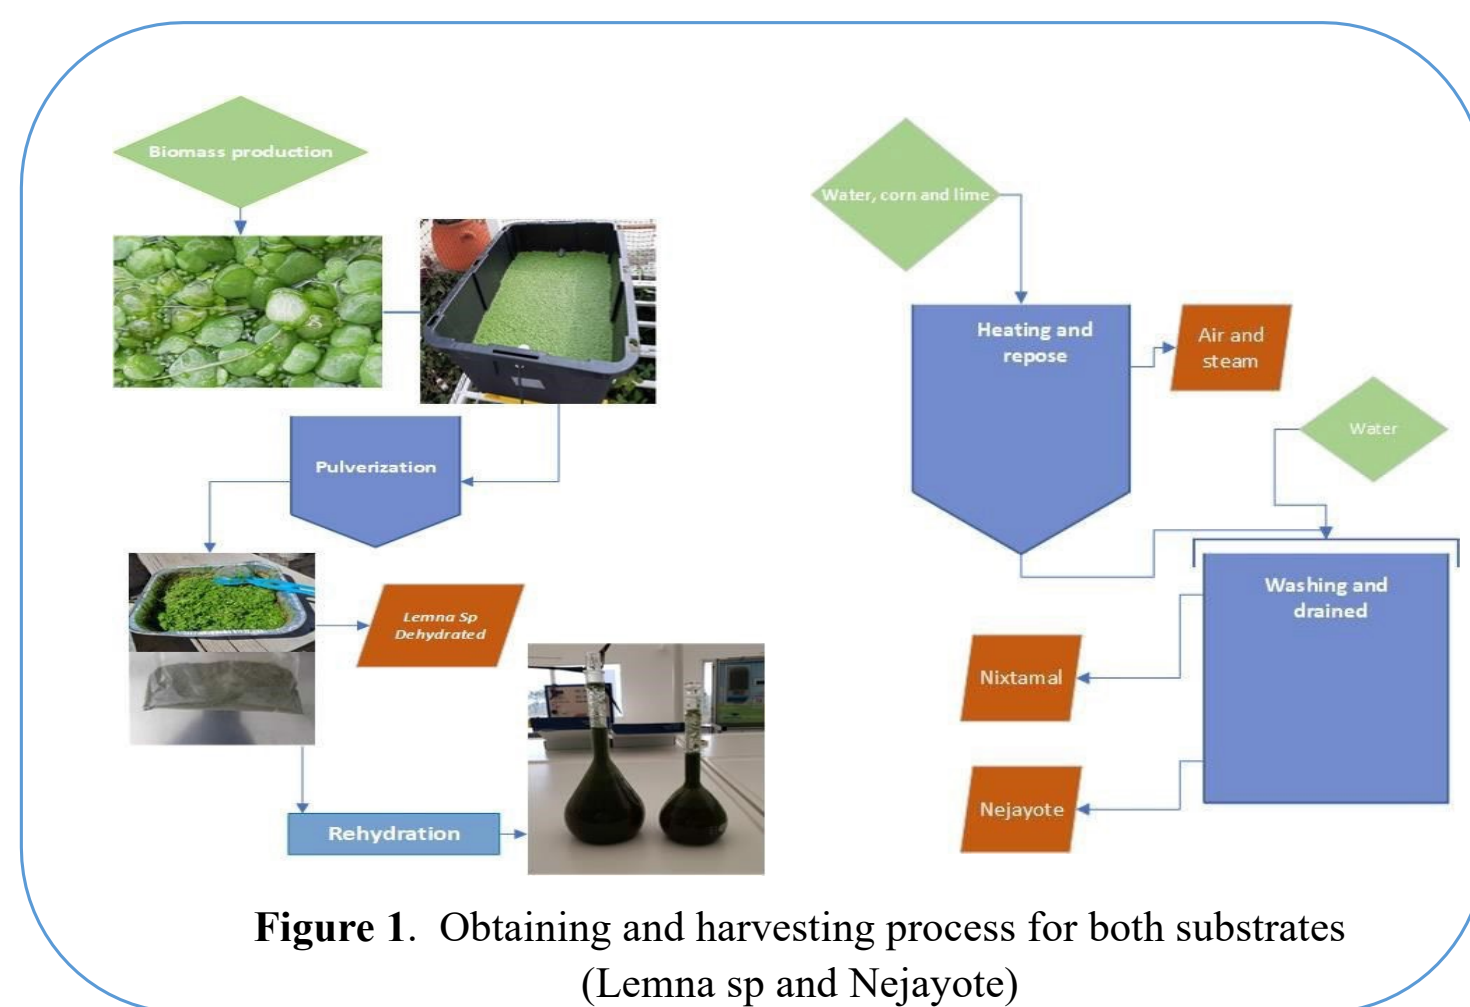 Biomass production
Pulverization
Lemna Sp
Dehydrated
Rehydration
Water, corn and lime
Heating and
repose
Air and
steam
Water
Washing and
drained
Nixtamal
Nejayote
Figure 1. Obtaining and harvesting process for both substrates
(Lemna sp and Nejayote)